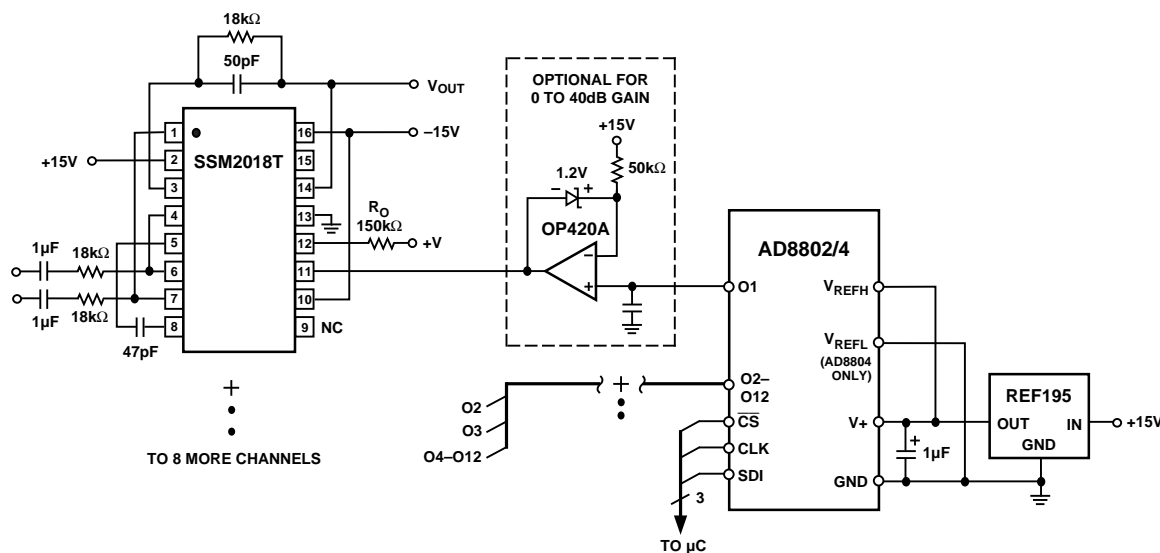 18kΩ
50pF
VOUT
1
2
3
4
5
6
7
8
16
15
14
13
12
11
10
9
SSM2018T
–15V
+15V
RO
150kΩ
+V
1µF
18kΩ
1µF
18kΩ
47pF
NC
TO 8 MORE CHANNELS
OPTIONAL FOR
0 TO 40dB GAIN
+15V
50kΩ
1.2V
– +
OP420A
–
+
O2
O3
O4–O12
AD8802/4
O1
O2–
O12
CS
CLK
SDI
3
TO µC
VREFH
VREFL
(AD8804
ONLY)
V+
GND
+
1µF
REF195
OUT
IN
GND
+15V